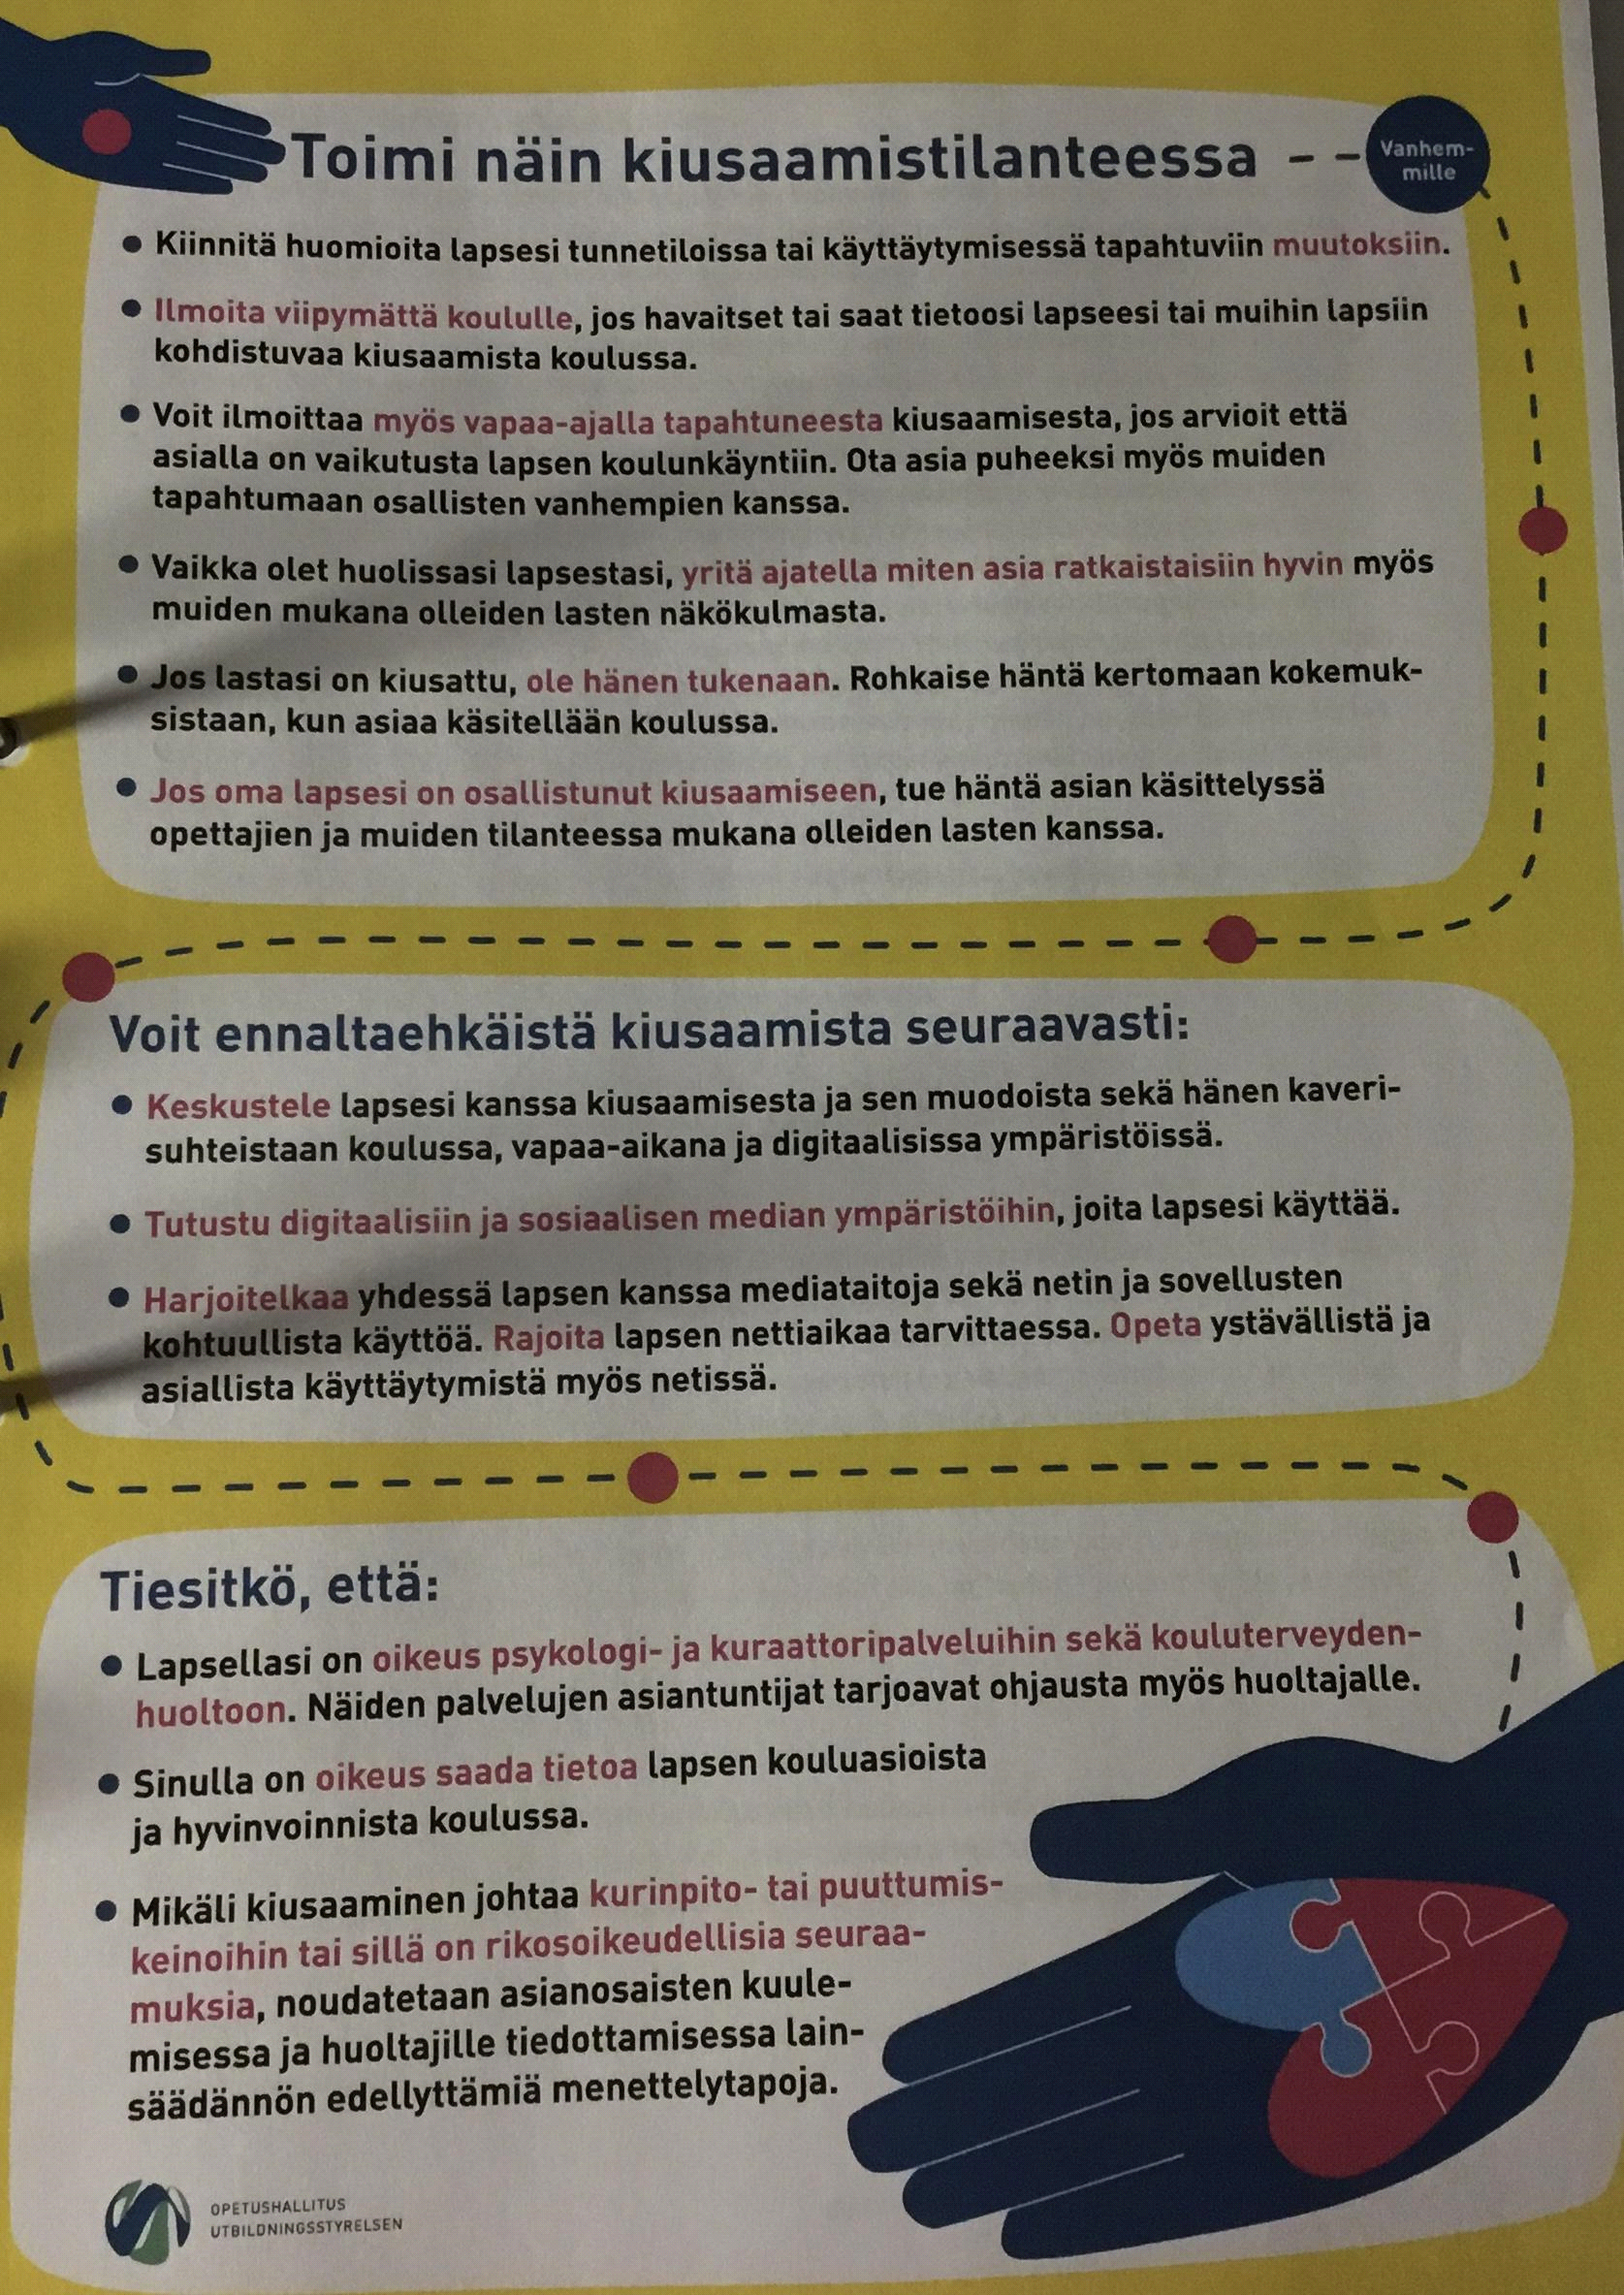 Toimi näin kiusaamistilanteessa
Vanhem-
mille
Kiinnitä huomioita lapsesi tunnetiloissa tai käyttäytymisessä tapahtuviin muutoksiin.
Ilmoita viipymättä koululle, jos havaitset tai saat tietoosi lapseesi tai muihin lapsiin
kohdistuvaa kiusaamista koulussa.
Voit ilmoittaa myös vapaa-ajalla tapahtuneesta kiusaamisesta, jos arvioit että
asialla on vaikutusta lapsen koulunkäyntiin. Ota asia puheeksi myös muiden
tapahtumaan osallisten vanhempien kanssa.
Vaikka olet huolissasi lapsestasi, yritä ajatella miten asia ratkaistaisiin hyvin myös
muiden mukana olleiden lasten näkökulmasta.
Jos lastasi on kiusattu, ole hänen tukenaan. Rohkaise häntä kertomaan kokemuk-
sistaan, kun asiaa käsitellään koulussa.
Jos oma lapsesi on osallistunut kiusaamiseen, tue häntä asian käsittelyssä
opettajien ja muiden tilanteessa mukana olleiden lasten kanssa.
Voit ennaltaehkäistä kiusaamista seuraavasti:
Keskustele lapsesi kanssa kiusaamisesta ja sen muodoista sekä hänen kaveri-
suhteistaan koulussa, vapaa-aikana ja digitaalisissa ympäristöissä.
Tutustu digitaalisiin ja sosiaalisen median ympäristöihin, joita lapsesi käyttää.
Harjoitelkaa yhdessä lapsen kanssa mediataitoja sekä netin ja sovellusten
kohtuullista käyttöä. Rajoita lapsen nettiaikaa tarvittaessa. Opeta ystävällistä ja
asiallista käyttäytymistä myös netissä.
Tiesitkö, että:
Lapsellasi on oikeus psykologi- ja kuraattoripalveluihin sekä kouluterveyden-
huoltoon. Näiden palvelujen asiantuntijat tarjoavat ohjausta myös huoltajalle.
Sinulla on oikeus saada tietoa lapsen kouluasioista
ja hyvinvoinnista koulussa.
Mikäli kiusaaminen johtaa kurinpito- tai puuttumis-
keinoihin tai sillä on rikosoikeudellisia seuraa-
muksia, noudatetaan asianosaisten kuule-
misessa ja huoltajille tiedottamisessa lain-
säädännön edellyttämiä menettelytapoja.
OPETUSHALLITUS
UTBILDNINGSSTYRELSEN